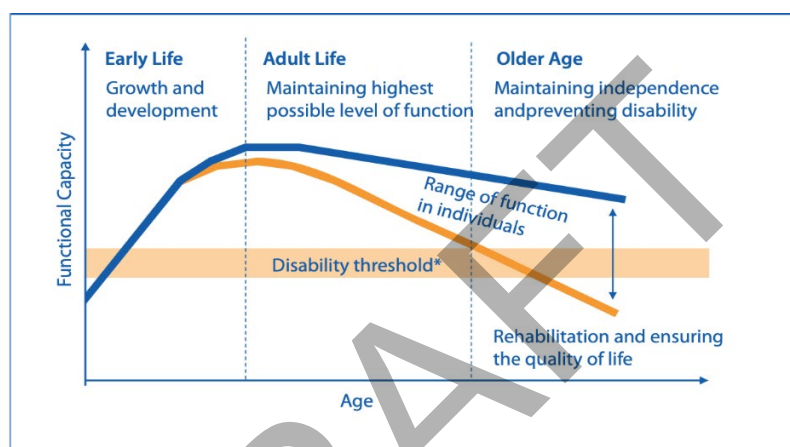 Early Life
Growth and
development
Adult Life
Maintaining highest
possible level of function
Older Age
Maintaining independence
andpreventing disability
Functional Capacity
Range of function
in individuals
Disability threshold*
Rehabilitation and ensuring
the quality of life
Age
DRAFT